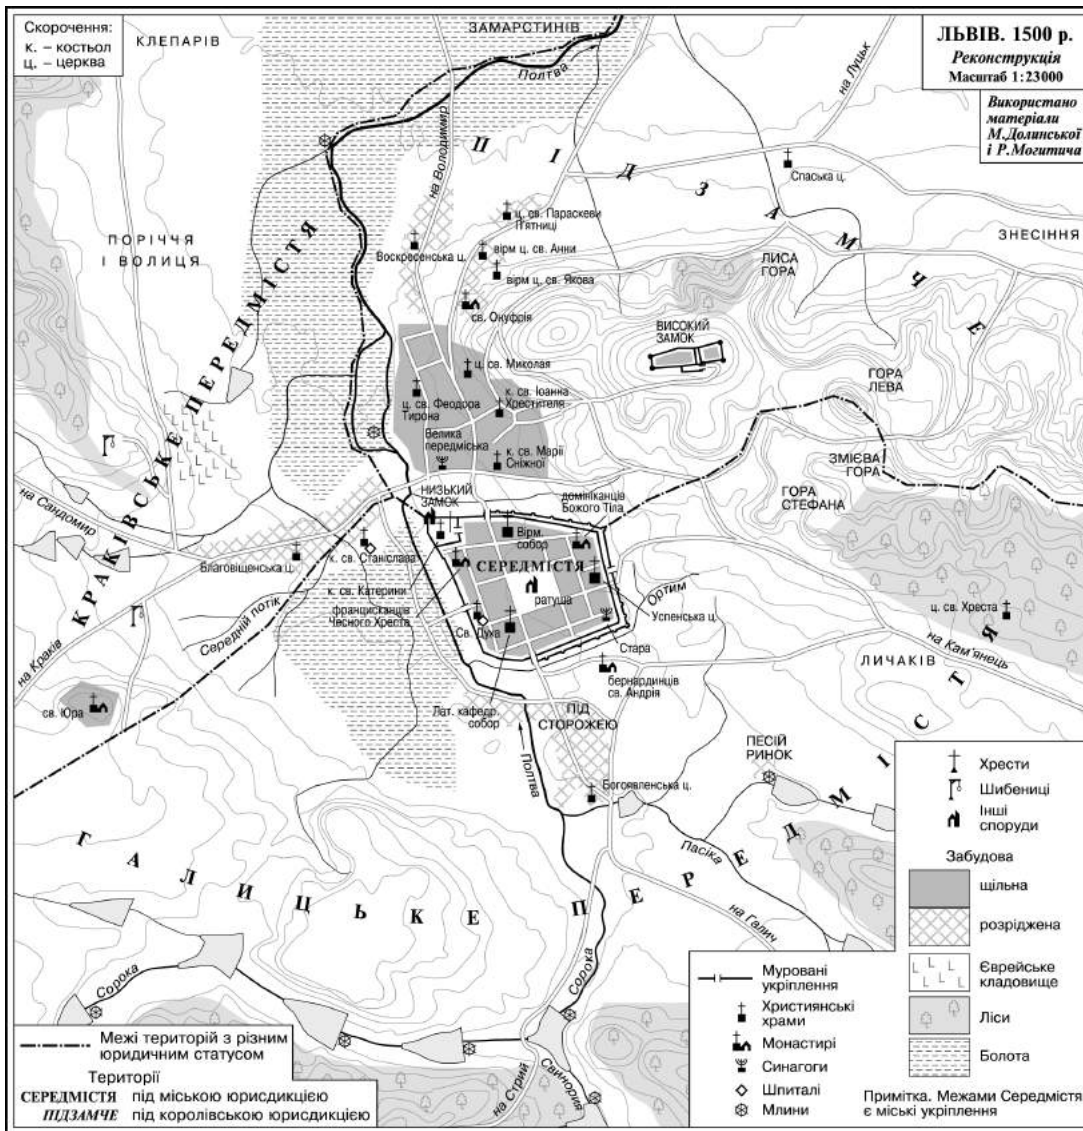 Скорочення:
к. – костьол
ц. – церква
КЛЕПАРІВ
ЗАМАРСТИНІВ
ЛЬВІВ. 1500 р.
Реконструкція
Масштаб 1:23000
Використано
матеріали
М.Долинської
і Р.Могитича
Полтва
на Луцьк
на Володимир
ПІДЗАМЧЕ
Спаська ц.
ц. св. Параскеви
П'ятниці
ПОРІЧЧЯ
І ВОЛИЦЯ
Воскресенська ц.
вірм ц. св. Анни
вірм ц. св. Якова
ЛИСА
ГОРА
ЗНЕСІННЯ
св. Онуфрія
ВИСОКИЙ
ЗАМОК
КРАКІВСЬКЕ ПЕРЕДМІСТЯ
ц. св. Миколая
ГОРА
ЛЕВА
ц. св. Феодора
Тирона
к. св. Іоанна
Хрестителя
Велика
передміська
к. св. Марії
Сніжної
ЗМІЄВА
ГОРА
ГОРА
СТЕФАНА
на Сандомир
НИЗЬКИЙ
ЗАМОК
домініканців
Божого Тіла
Вірм.
собор
Благовіщенська ц.
к. св. Станіслава
СЕРЕДМІСТЯ
к. св. Катерини
ратуша
Ортим
францисканців
Чесного Хреста
Успенська ц.
ц. св. Хреста
Середній потік
Св. Духа
Стара
на Кам'янець
на Краків
ЛИЧАКІВ
бернардинців
св. Андрія
св. Юра
Лат. кафедр.
собор
ПІД
СТОРОЖЕЮ
ПЕСІЙ
РИНОК
Полтва
Богоявленська ц.
Пасіка
ГАЛИЦЬКЕ ПЕРЕДМІСТЯ
на Галич
Сорока
Сорока
на Стрий
Свинория
Хрести
Шибениці
Інші
споруди
Забудова
щільна
розріджена
Єврейське
кладовище
Ліси
Болота
Муровані
укріплення
Християнські
храми
Монастирі
Синагоги
Шпиталі
Млини
Примітка. Межами Середмістя
є міські укріплення
Межі територій з різним
юридичним статусом
Території
СЕРЕДМІСТЯ під міською юрисдикцією
ПІДЗАМЧЕ під королівською юрисдикцією